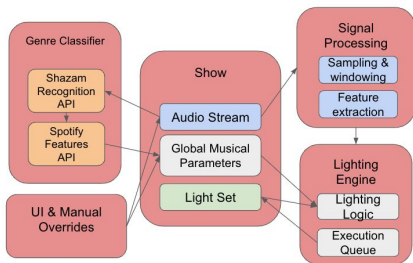 Genre Classifier
Shazam
Recognition
API
Spotify
Features
API
UI & Manual
Overrides
Show
Audio Stream
Global Musical
Parameters
Light Set
Signal
Processing
Sampling &
windowing
Feature
extraction
Lighting
Engine
Lighting
Logic
Execution
Queue